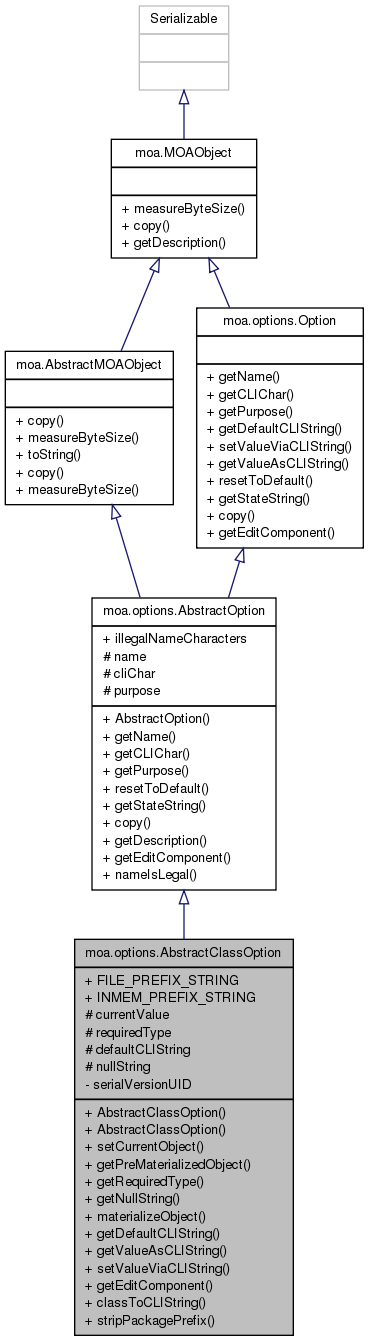 Serializable
moa.MOAObject
+ measureByteSize()
+ copy()
+ getDescription()
moa.options.Option
+ getName()
+ getCLIChar()
+ getPurpose()
+ getDefaultCLIString()
+ setValueViaCLIString()
+ getValueAsCLIString()
+ resetToDefault()
+ getStateString()
+ copy()
+ getEditComponent()
moa.AbstractMOAObject
+ copy()
+ measureByteSize()
+ toString()
+ copy()
+ measureByteSize()
moa.options.AbstractOption
+ illegalNameCharacters
# name
# cliChar
# purpose
+ AbstractOption()
+ getName()
+ getCLIChar()
+ getPurpose()
+ resetToDefault()
+ getStateString()
+ copy()
+ getDescription()
+ getEditComponent()
+ nameIsLegal()
moa.options.AbstractClassOption
+ FILE_PREFIX_STRING
+ INMEM_PREFIX_STRING
# currentValue
# requiredType
# defaultCLIString
# nullString
- serialVersionUID
+ AbstractClassOption()
+ AbstractClassOption()
+ setCurrentObject()
+ getPreMaterializedObject()
+ getRequiredType()
+ getNullString()
+ materializeObject()
+ getDefaultCLIString()
+ getValueAsCLIString()
+ setValueViaCLIString()
+ getEditComponent()
+ classToCLIString()
+ stripPackagePrefix()